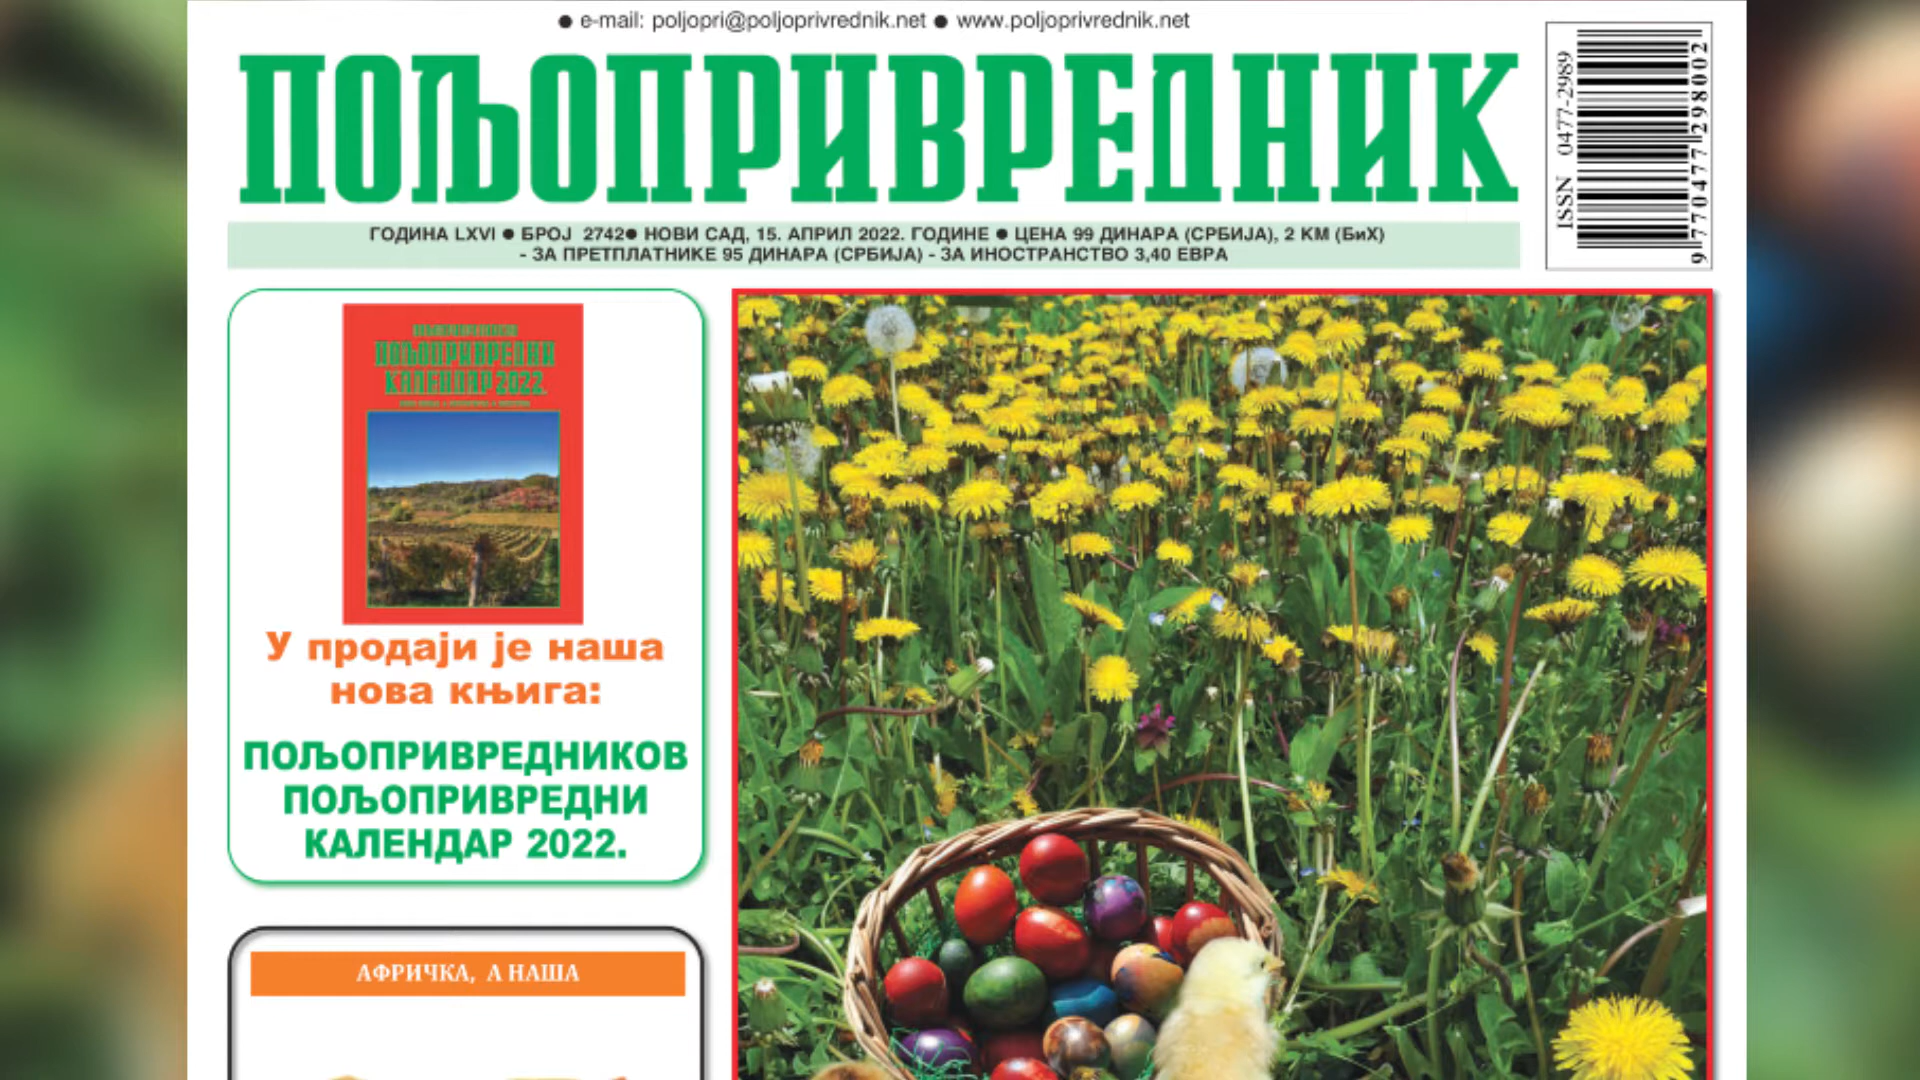 ● e-mail: poljopri@poljoprivrednik.net ● www.poljoprivrednik.net
ПОЉОПРИВРЕДНИК
ГОДИНА LXVI ● БРОЈ 2742● НОВИ САД, 15. АПРИЛ 2022. ГОДИНЕ ● ЦЕНА 99 ДИНАРА (СРБИЈА), 2 КМ (БиХ)
- ЗА ПРЕТПЛАТНИКЕ 95 ДИНАРА (СРБИЈА) - ЗА ИНОСТРАНСТВО 3,40 ЕВРА
ISSN 0477-2989
9 770477 298002
ПОЉОПРИВРЕДНИ
КАЛЕНДАР 2022.
У продаји је наша
нова књига:
ПОЉОПРИВРЕДНИКОВ
ПОЉОПРИВРЕДНИ
КАЛЕНДАР 2022.
АФРИЧКА, А НАША